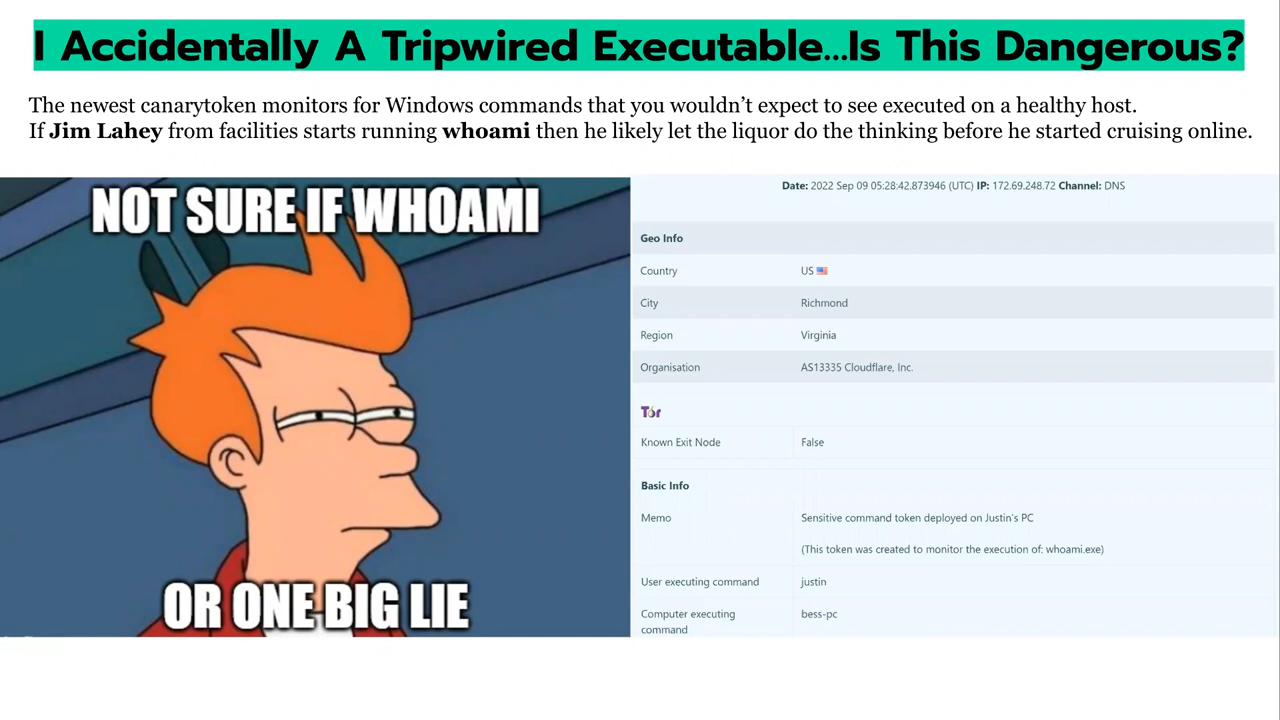 I Accidentally A Tripwired Executable...Is This Dangerous?
The newest canarytoken monitors for Windows commands that you wouldn’t expect to see executed on a healthy host.
If Jim Lahey from facilities starts running whoami then he likely let the liquor do the thinking before he started cruising online.
NOT SURE IF WHOAMI
OR ONE BIG LIE
Date: 2022 Sep 09 05:28:42.873946 (UTC) IP: 172.69.248.72 Channel: DNS
Geo Info
Country US
City Richmond
Region Virginia
Organisation AS13335 Cloudflare, Inc.
Tor
Known Exit Node False
Basic Info
Memo Sensitive command token deployed on Justin's PC
(This token was created to monitor the execution of: whoami.exe)
User executing command justin
Computer executing bess-pc
command